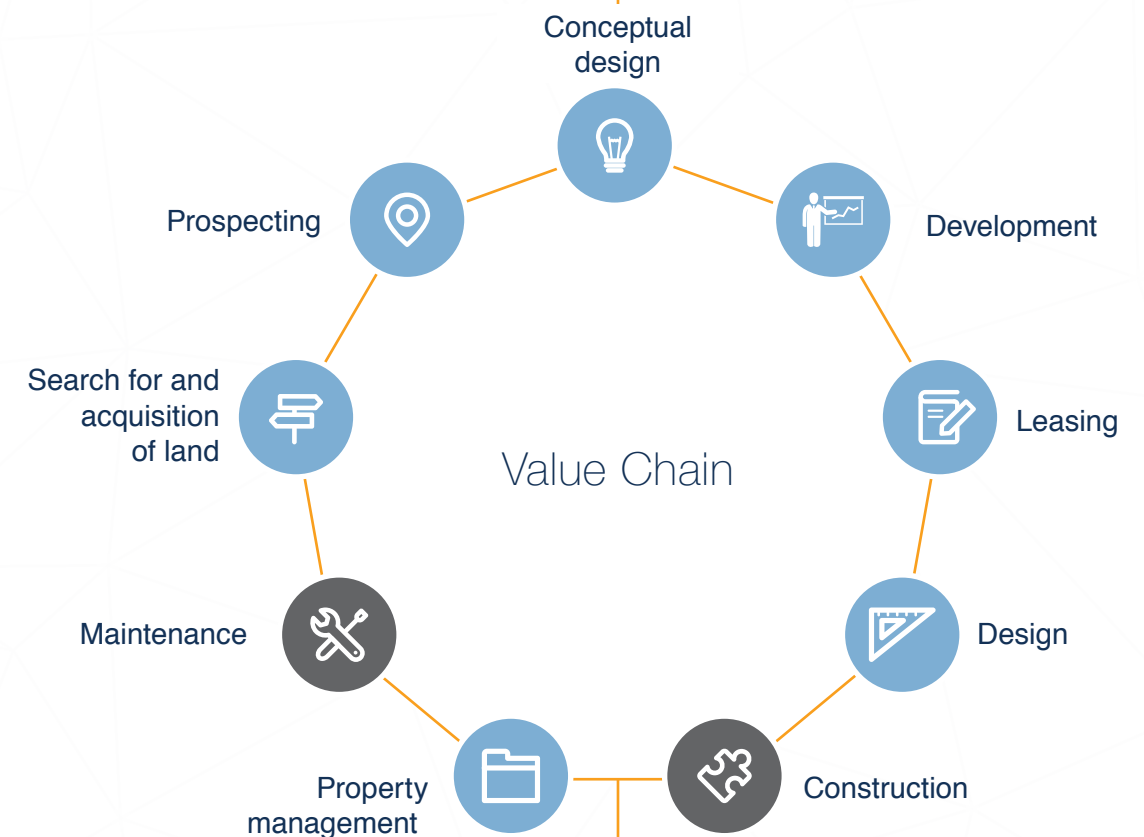 Conceptual
design
Prospecting
Development
Search for and
acquisition
of land
Leasing
Value Chain
Maintenance
Design
Property
management
Construction